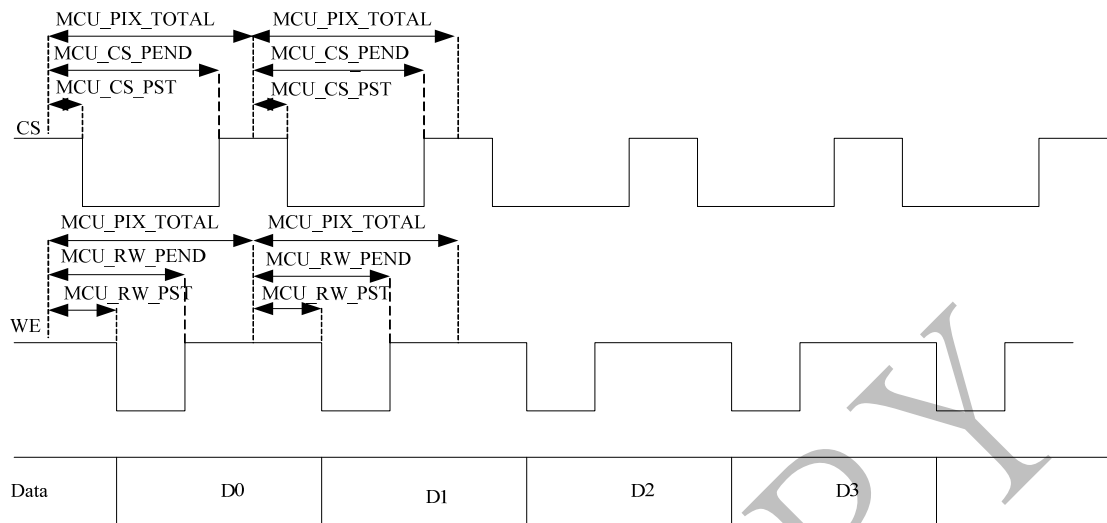 MCU_PIX_TOTAL MCU_PIX_TOTAL
MCU_CS_PEND MCU_CS_PEND
MCU_CS_PST MCU_CS_PST
CS
MCU_PIX_TOTAL MCU_PIX_TOTAL
MCU_RW_PEND MCU_RW_PEND
MCU_RW_PST MCU_RW_PST
WE
Data D0 D1 D2 D3
DY